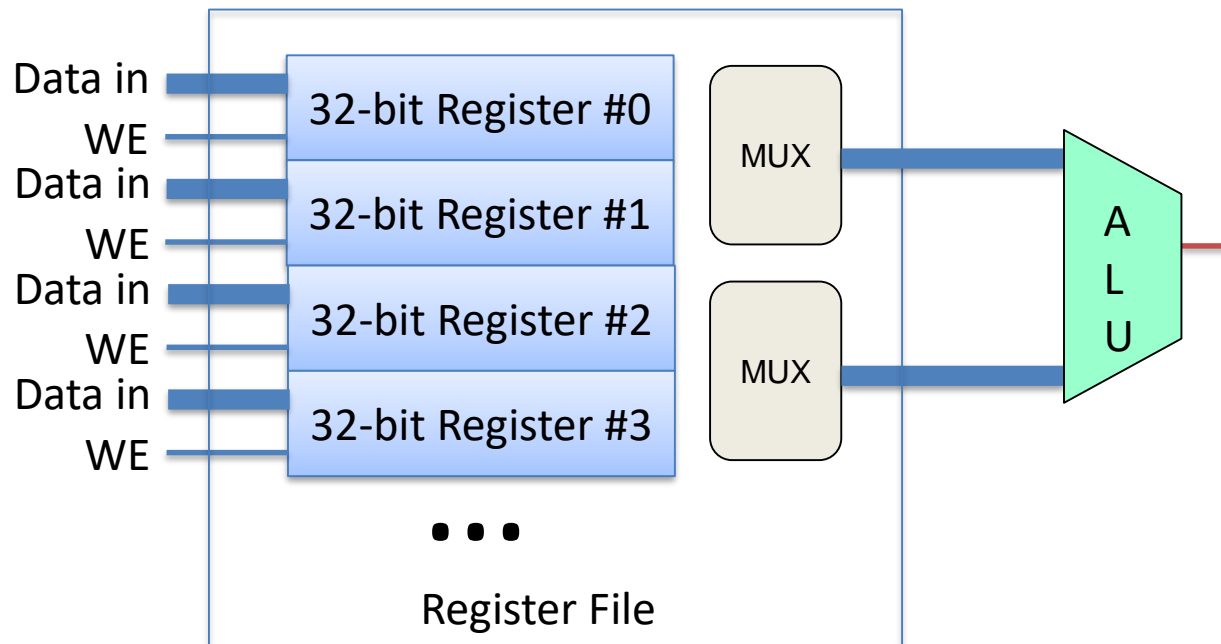 Data in
32-bit Register #0
WE
Data in
32-bit Register #1
WE
Data in
32-bit Register #2
WE
Data in
32-bit Register #3
WE
...
MUX
MUX
A
L
U
Register File